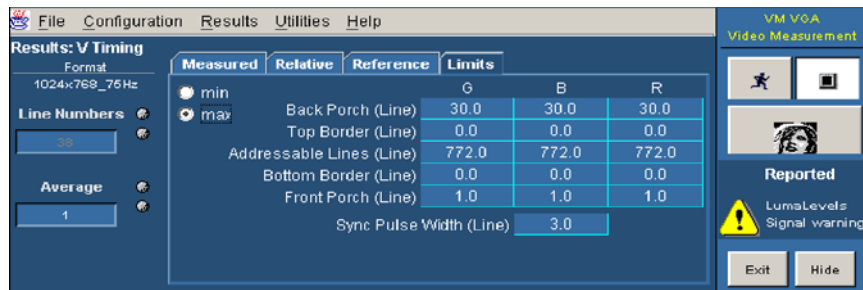 File Configuration Results Utilities Help
Results: V Timing
Format
1024x768_75Hz
Line Numbers
38
Average
1
Measured Relative Reference Limits
min
max
G B R
Back Porch (Line) 30.0 30.0 30.0
Top Border (Line) 0.0 0.0 0.0
Addressable Lines (Line) 772.0 772.0 772.0
Bottom Border (Line) 0.0 0.0 0.0
Front Porch (Line) 1.0 1.0 1.0
Sync Pulse Width (Line) 3.0
VM VGA
Video Measurement
Reported
LumaLevels
Signal warning
Exit Hide